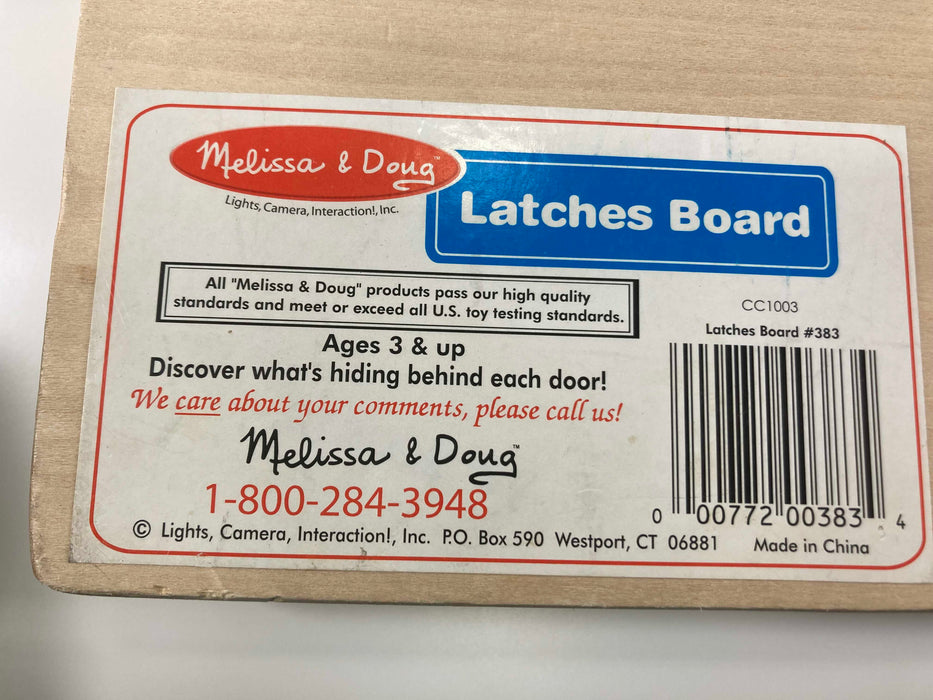 Melissa & Doug™
Lights, Camera, Interaction!, Inc.
Latches Board
All "Melissa & Doug" products pass our high quality
standards and meet or exceed all U.S. toy testing standards.
Ages 3 & up
Discover what's hiding behind each door!
We care about your comments, please call us!
Melissa & Doug™
1-800-284-3948
© Lights, Camera, Interaction!, Inc. P.O. Box 590 Westport, CT 06881
CC1003
Latches Board #383
0 00772 00383 4
Made in China